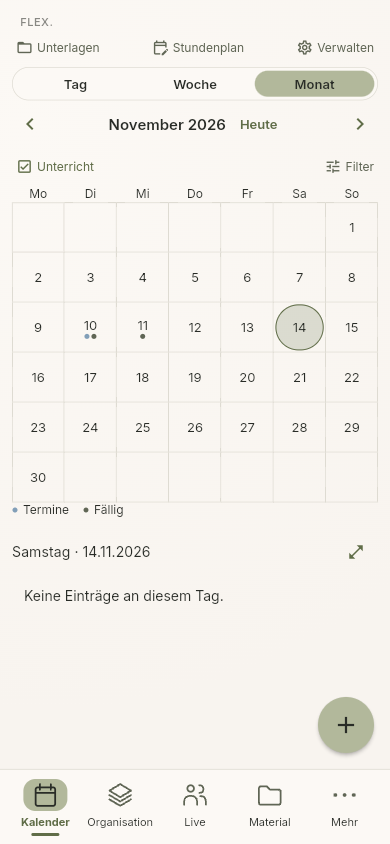 FLEX.
Unterlagen Stundenplan Verwalten
Tag Woche Monat
November 2026 Heute
Unterricht Filter
Mo Di Mi Do Fr Sa So
1
2 3 4 5 6 7 8
9 10 11 12 13 14 15
16 17 18 19 20 21 22
23 24 25 26 27 28 29
30
Termine Fällig
Samstag · 14.11.2026
Keine Einträge an diesem Tag.
Kalender Organisation Live Material Mehr